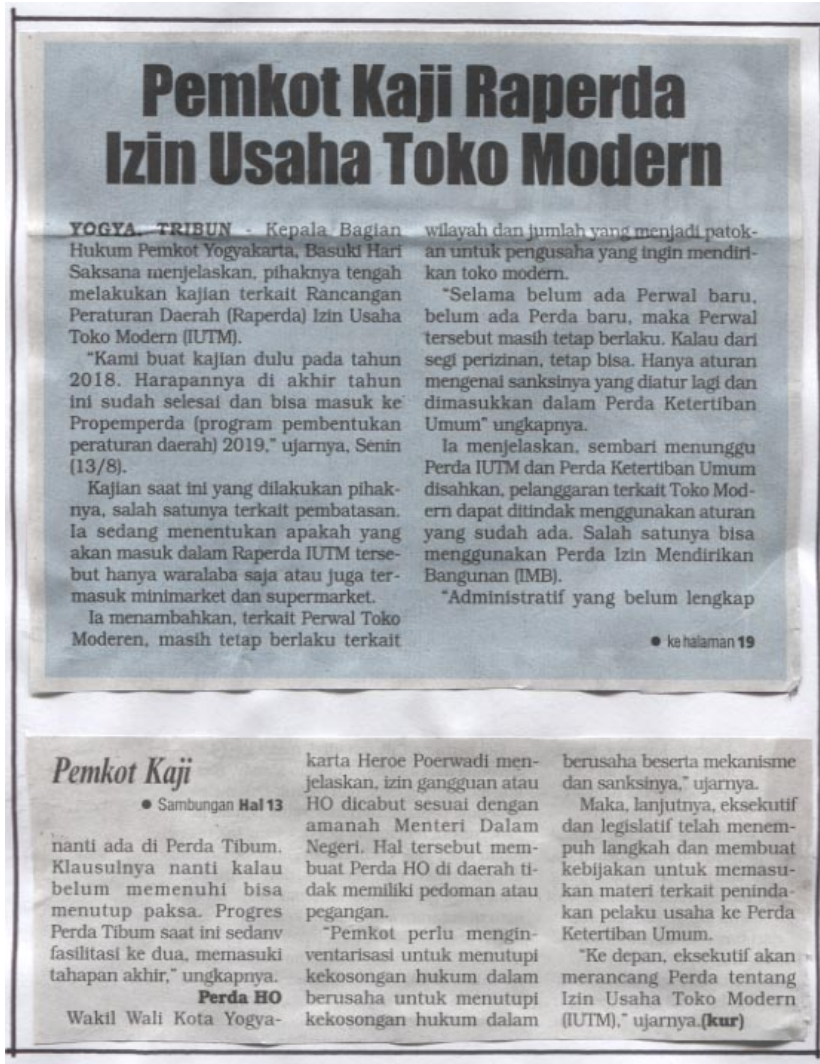 Pemkot Kaji Raperda
Izin Usaha Toko Modern
YOGYA, TRIBUN - Kepala Bagian
Hukum Pemkot Yogyakarta, Basuki Hari
Saksana menjelaskan, pihaknya tengah
melakukan kajian terkait Rancangan
Peraturan Daerah (Raperda) Izin Usaha
Toko Modern (IUTM).
"Kami buat kajian dulu pada tahun
2018. Harapannya di akhir tahun
ini sudah selesai dan bisa masuk ke
Propemperda (program pembentukan
peraturan daerah) 2019," ujarnya, Senin
(13/8).
Kajian saat ini yang dilakukan pihak-
nya, salah satunya terkait pembatasan.
Ia sedang menentukan apakah yang
akan masuk dalam Raperda IUTM terse-
but hanya waralaba saja atau juga ter-
masuk minimarket dan supermarket.
Ia menambahkan, terkait Perwal Toko
Moderen, masih tetap berlaku terkait
wilayah dan jumlah yang menjadi patok-
an untuk pengusaha yang ingin mendiri-
kan toko modern.
"Selama belum ada Perwal baru,
belum ada Perda baru, maka Perwal
tersebut masih tetap berlaku. Kalau dari
segi perizinan, tetap bisa. Hanya aturan
mengenai sanksinya yang diatur lagi dan
dimasukkan dalam Perda Ketertiban
Umum" ungkapnya.
Ia menjelaskan, sembari menunggu
Perda IUTM dan Perda Ketertiban Umum
disahkan, pelanggaran terkait Toko Mod-
ern dapat ditindak menggunakan aturan
yang sudah ada. Salah satunya bisa
menggunakan Perda Izin Mendirikan
Bangunan (IMB).
"Administratif yang belum lengkap
● ke halaman 19
Pemkot Kaji
● Sambungan Hal 13
nanti ada di Perda Tibum.
Klausulnya nanti kalau
belum memenuhi bisa
menutup paksa. Progres
Perda Tibum saat ini sedanv
fasilitasi ke dua, memasuki
tahapan akhir," ungkapnya.
Perda HO
Wakil Wali Kota Yogya-
karta Heroe Poerwadi men-
jelaskan, izin gangguan atau
HO dicabut sesuai dengan
amanah Menteri Dalam
Negeri. Hal tersebut mem-
buat Perda HO di daerah ti-
dak memiliki pedoman atau
pegangan.
"Pemkot perlu mengin-
ventarisasi untuk menutupi
kekosongan hukum dalam
berusaha untuk menutupi
kekosongan hukum dalam
berusaha beserta mekanisme
dan sanksinya," ujarnya.
Maka, lanjutnya, eksekutif
dan legislatif telah menem-
puh langkah dan membuat
kebijakan untuk memasu-
kan materi terkait peninda-
kan pelaku usaha ke Perda
Ketertiban Umum.
"Ke depan, eksekutif akan
merancang Perda tentang
Izin Usaha Toko Modern
(IUTM)," ujarnya.(kur)